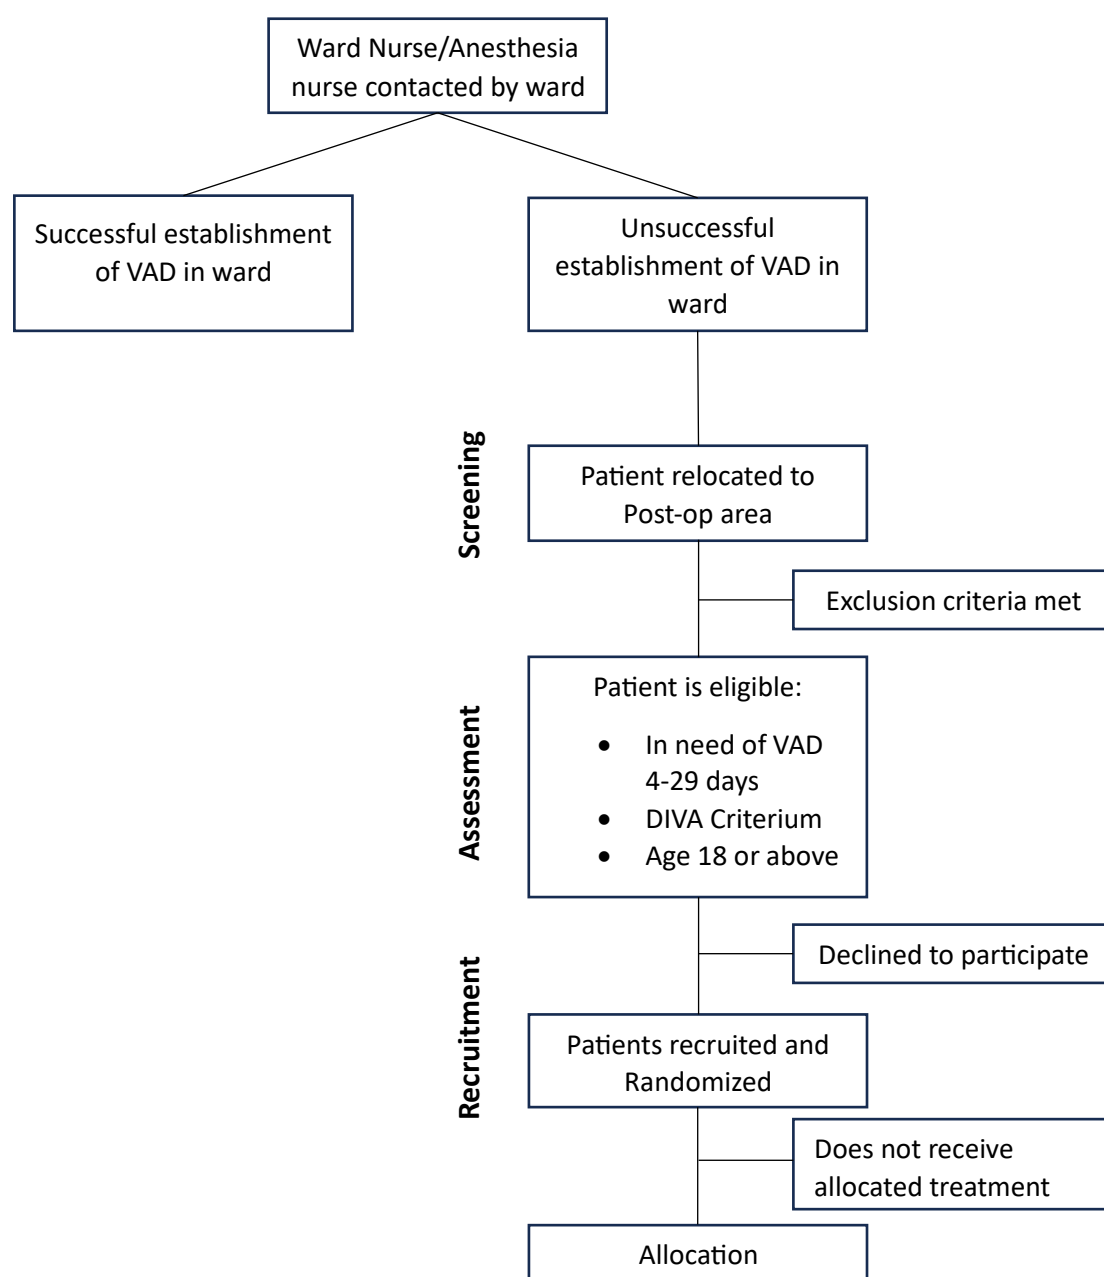 Ward Nurse/Anesthesia
nurse contacted by ward
Successful establishment
of VAD in ward
Unsuccessful
establishment of VAD in
ward
Screening
Patient relocated to
Post-op area
Exclusion criteria met
Assessment
Patient is eligible:
• In need of VAD
4-29 days
• DIVA Criterium
• Age 18 or above
Declined to participate
Recruitment
Patients recruited and
Randomized
Does not receive
allocated treatment
Allocation